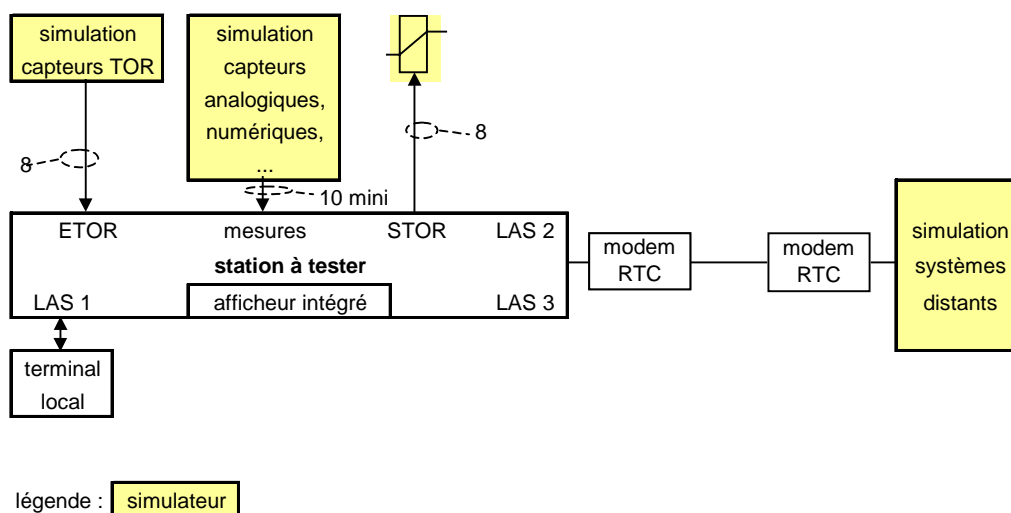 simulation
capteurs TOR
simulation
capteurs
analogiques,
numériques,
...
8
8
10 mini
ETOR
mesures
STOR
LAS 2
station à tester
LAS 1
afficheur intégré
LAS 3
modem
RTC
modem
RTC
simulation
systèmes
distants
terminal
local
légende : simulateur